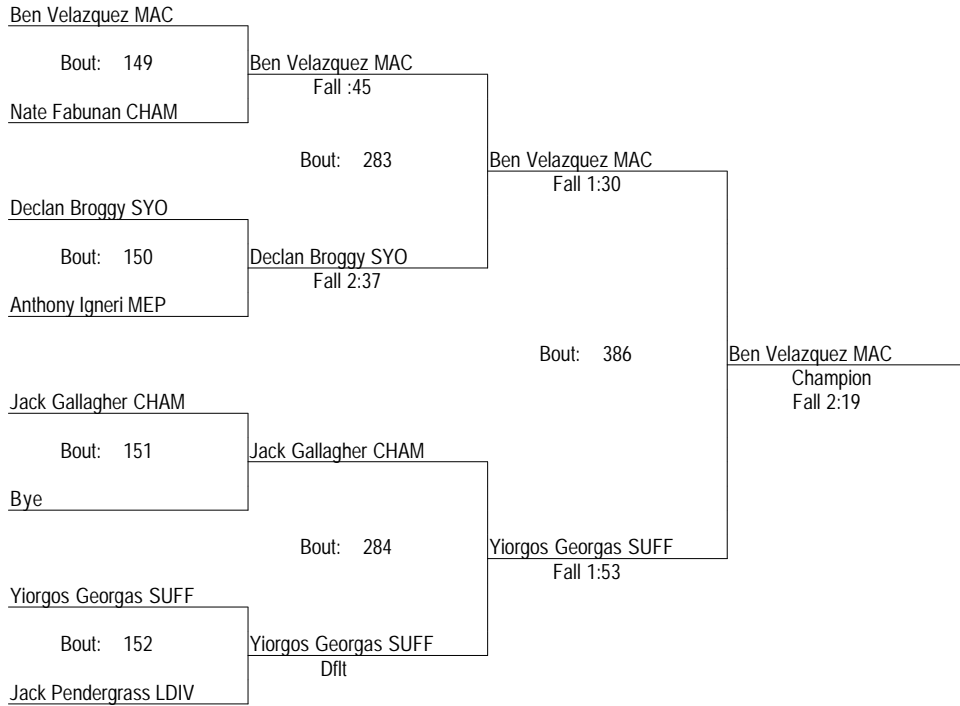 Ben Velazquez MAC
Bout: 149
Ben Velazquez MAC
Fall :45
Nate Fabunan CHAM
Bout: 283
Ben Velazquez MAC
Fall 1:30
Declan Broggy SYO
Bout: 150
Declan Broggy SYO
Fall 2:37
Anthony Igneri MEP
Bout: 386
Ben Velazquez MAC
Champion
Fall 2:19
Jack Gallagher CHAM
Bout: 151
Jack Gallagher CHAM
Bye
Bout: 284
Yiorgos Georgas SUFF
Fall 1:53
Yiorgos Georgas SUFF
Bout: 152
Yiorgos Georgas SUFF
Dflt
Jack Pendergrass LDIV